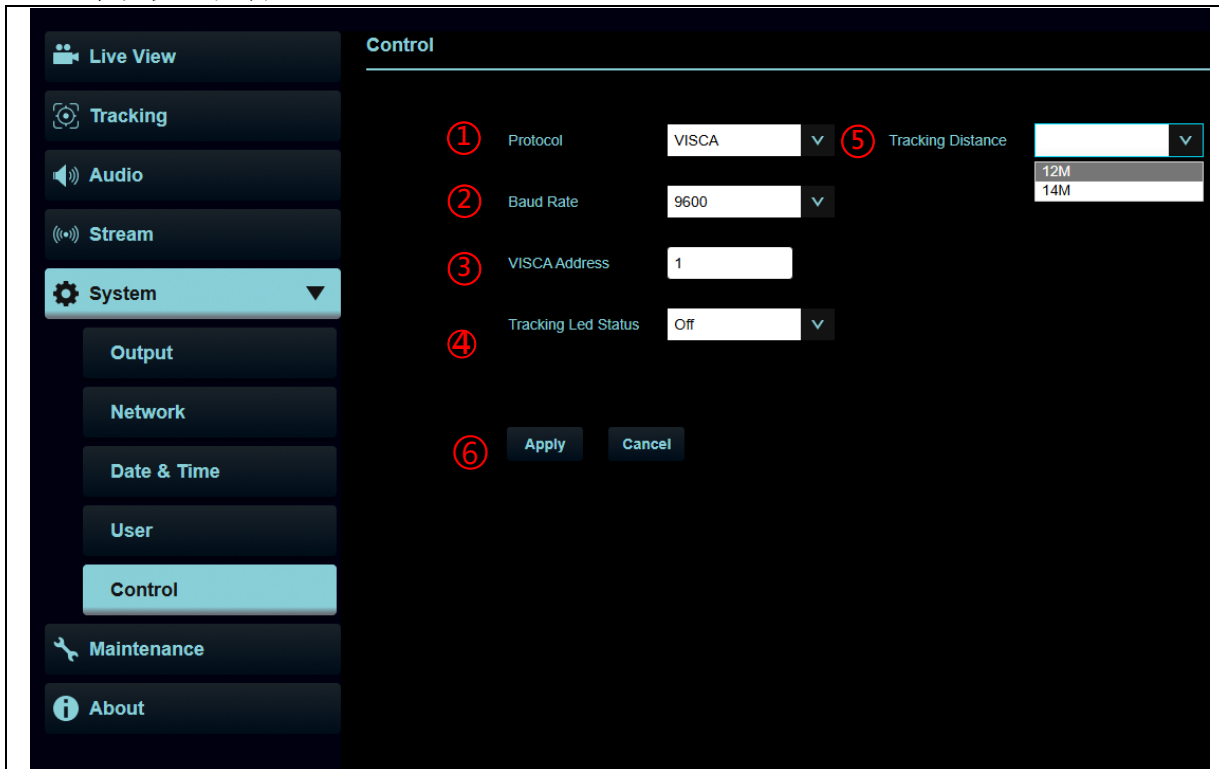 Live View
Tracking
Audio
Stream
System
Output
Network
Date & Time
User
Control
Maintenance
About
Control
① Protocol VISCA
⑤ Tracking Distance
12M
14M
② Baud Rate 9600
③ VISCA Address 1
④ Tracking Led Status Off
⑥ Apply Cancel